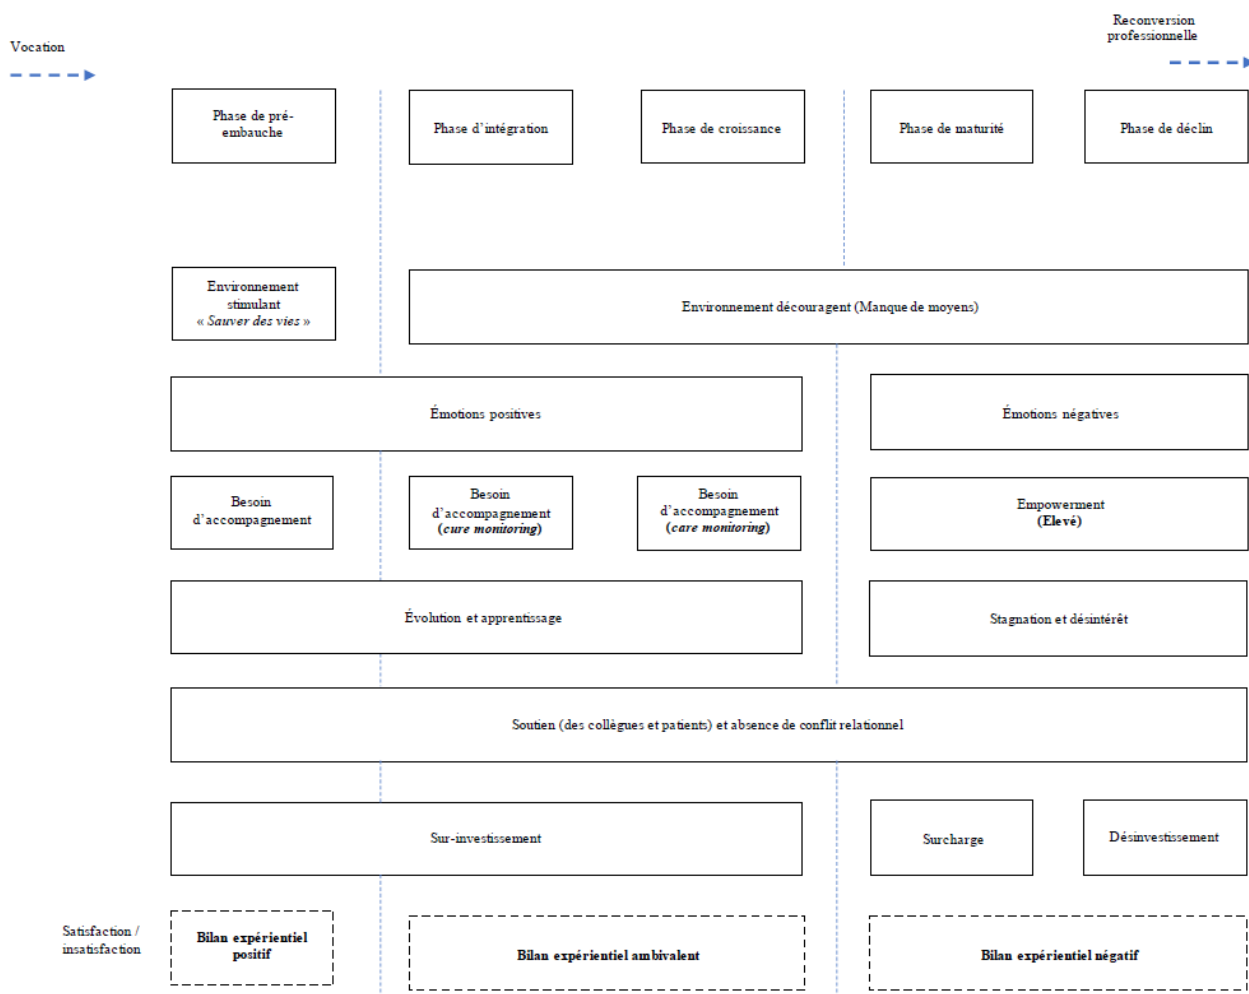 Vocation
Reconversion
professionnelle
Phase de pré-
embauche
Phase d’intégration
Phase de croissance
Phase de maturité
Phase de déclin
Environnement
stimulant
« Sauver des vies »
Environnement décourageant (Manque de moyens)
Émotions positives
Émotions négatives
Besoin
d’accompagnement
Besoin
d’accompagnement
(cure monitoring)
Besoin
d’accompagnement
(care monitoring)
Empowerment
(Elevé)
Évolution et apprentissage
Stagnation et désintérêt
Soutien (des collègues et patients) et absence de conflit relationnel
Sur-investissement
Surcharge
Désinvestissement
Satisfaction /
insatisfaction
Bilan expérientiel
positif
Bilan expérientiel ambivalent
Bilan expérientiel négatif